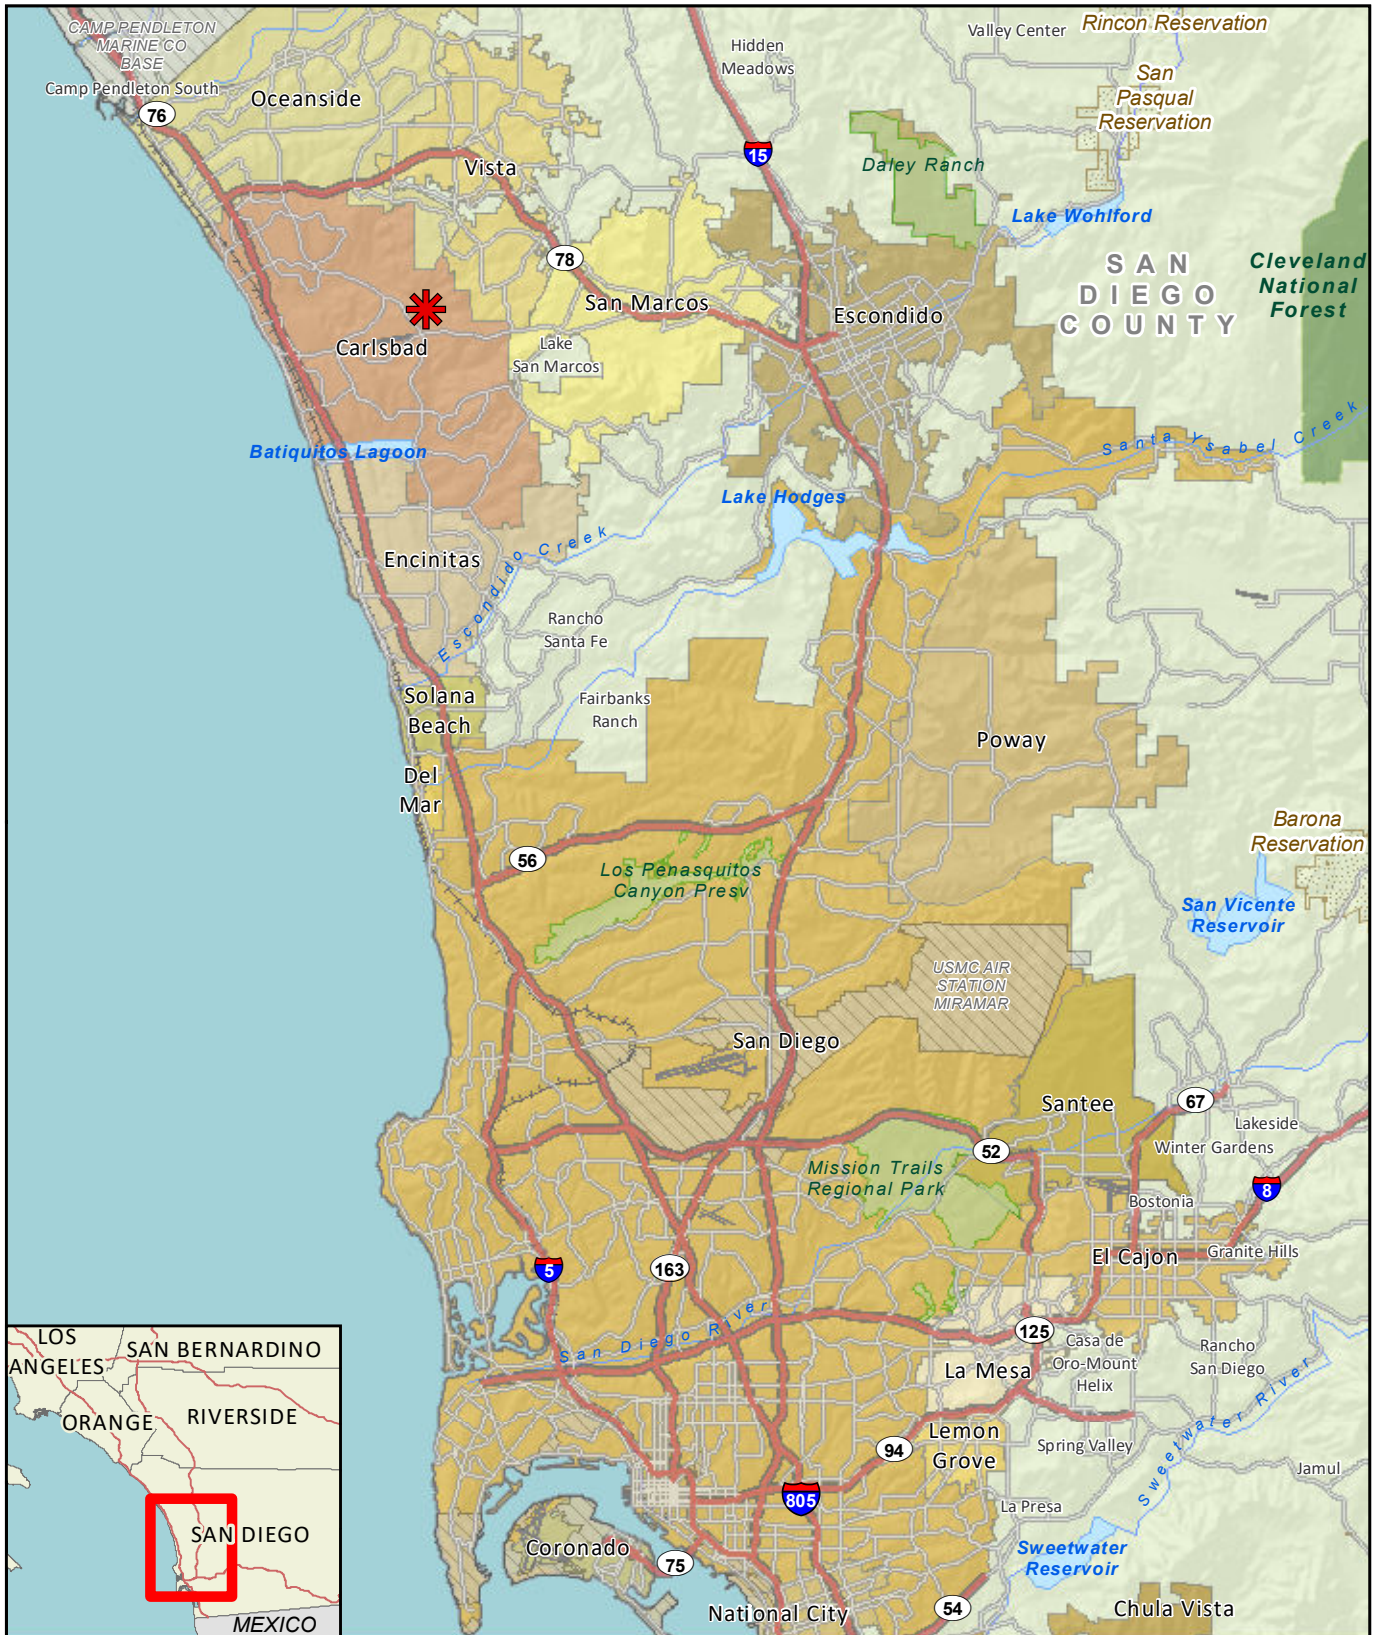 CAMP PENDLETON
MARINE CO
BASE
Camp Pendleton South
76
Oceanside
Hidden
Meadows
Valley Center
Rincon Reservation
San
Pasqual
Reservation
Vista
15
Daley Ranch
Lake Wohlford
78
San Marcos
Escondido
SAN
DIEGO
COUNTY
Cleveland
National
Forest
Carlsbad
Lake
San Marcos
Batiquitos Lagoon
Santa Ysabel Creek
Lake Hodges
Encinitas
Escondido Creek
Rancho
Santa Fe
Solana
Beach
Fairbanks
Ranch
Poway
Del
Mar
56
Los Penasquitos
Canyon Presv
Barona
Reservation
San Vicente
Reservoir
USMC AIR
STATION
MIRAMAR
San Diego
Santee
67
Lakeside
Winter Gardens
52
Mission Trails
Regional Park
8
Bostonia
El Cajon
Granite Hills
5
163
San Diego River
125
Casa de
Oro-Mount
Helix
Rancho
San Diego
La Mesa
Sweetwater River
94
Lemon
Grove
Spring Valley
Jamul
805
La Presa
Coronado
75
Sweetwater
Reservoir
National City
54
Chula Vista
LOS
ANGELES
SAN BERNARDINO
ORANGE
RIVERSIDE
SAN DIEGO
MEXICO